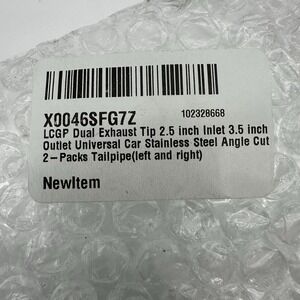 X0046SFG7Z 102328668
LCGP Dual Exhaust Tip 2.5 inch Inlet 3.5 inch
Outlet Universal Car Stainless Steel Angle Cut
2-Packs Tailpipe(left and right)
NewItem